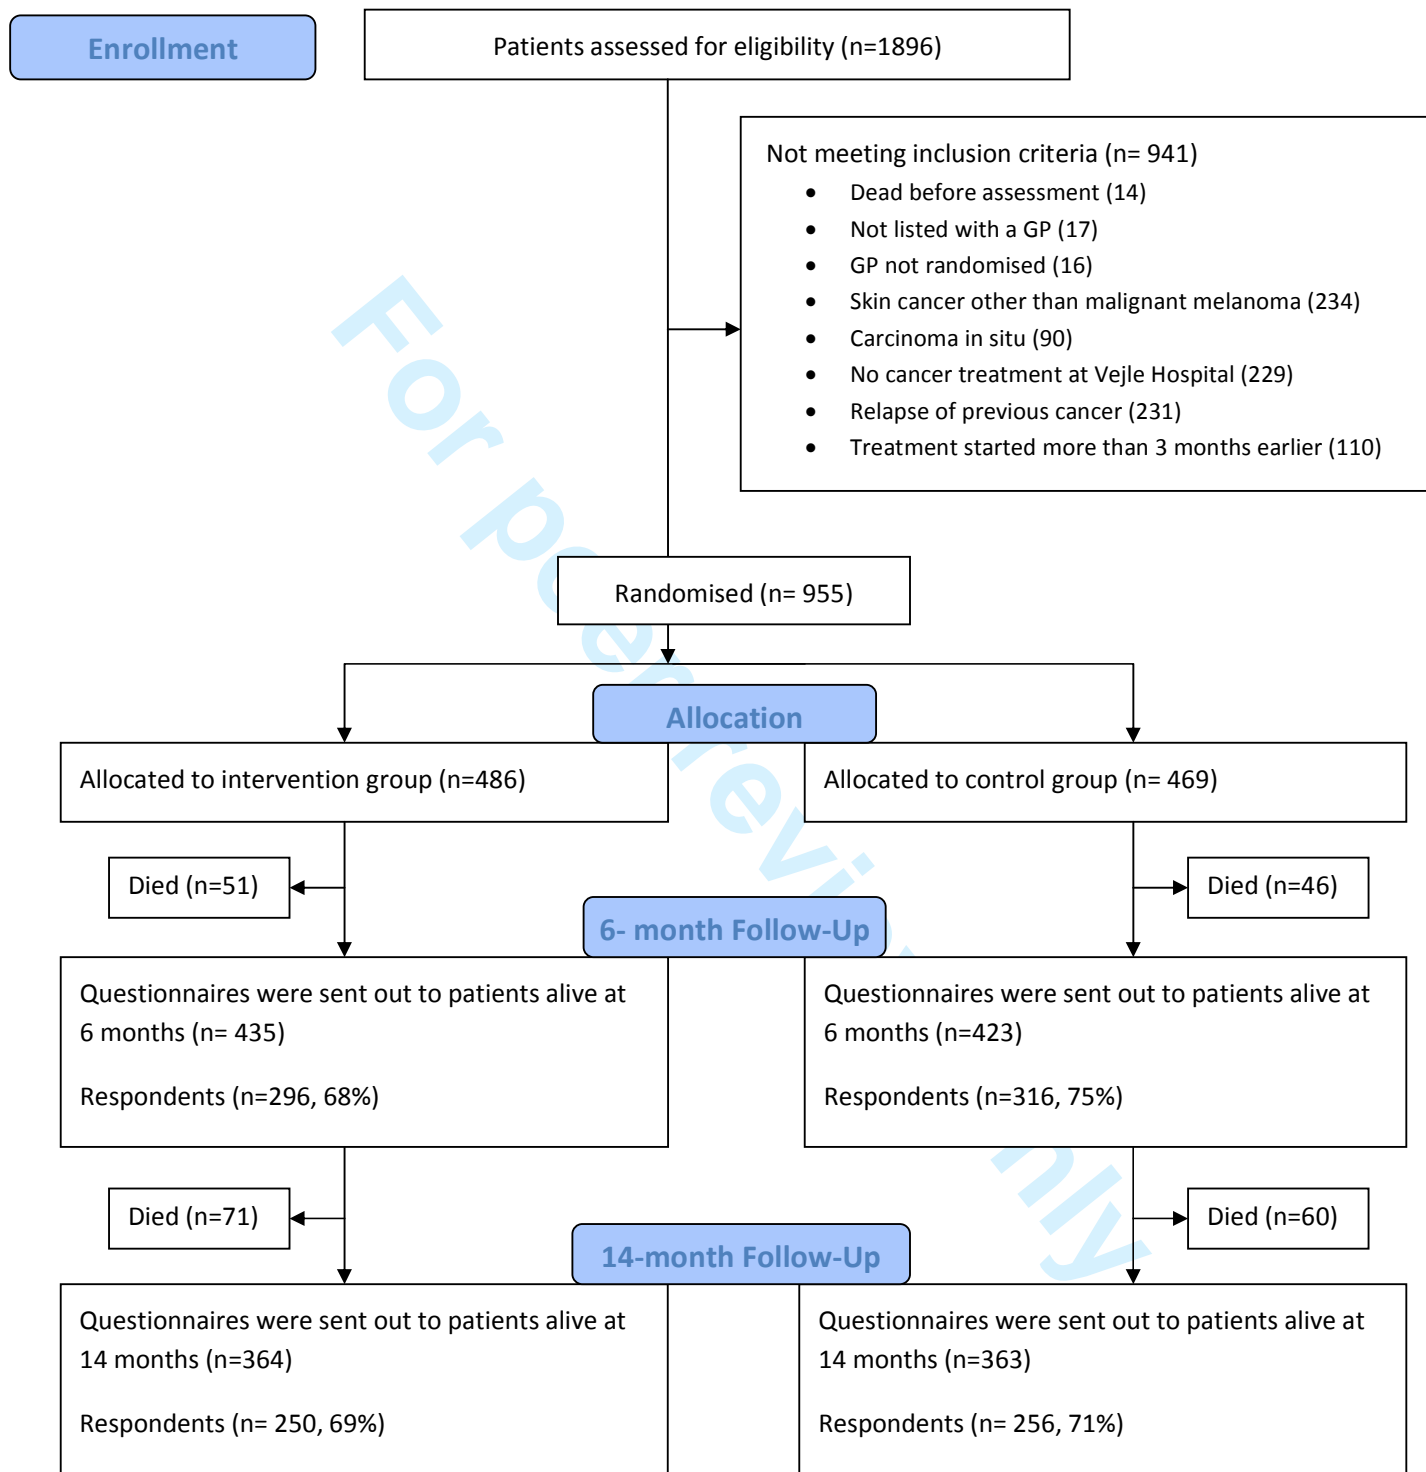 Enrollment
Patients assessed for eligibility (n=1896)
Not meeting inclusion criteria (n= 941)
• Dead before assessment (14)
• Not listed with a GP (17)
• GP not randomised (16)
• Skin cancer other than malignant melanoma (234)
• Carcinoma in situ (90)
• No cancer treatment at Vejle Hospital (229)
• Relapse of previous cancer (231)
• Treatment started more than 3 months earlier (110)
Randomised (n= 955)
Allocation
Allocated to intervention group (n=486)
Allocated to control group (n= 469)
Died (n=51)
Died (n=46)
6- month Follow-Up
Questionnaires were sent out to patients alive at
6 months (n= 435)
Respondents (n=296, 68%)
Questionnaires were sent out to patients alive at
6 months (n=423)
Respondents (n=316, 75%)
Died (n=71)
Died (n=60)
14-month Follow-Up
Questionnaires were sent out to patients alive at
14 months (n=364)
Respondents (n= 250, 69%)
Questionnaires were sent out to patients alive at
14 months (n=363)
Respondents (n= 256, 71%)
For peer review only